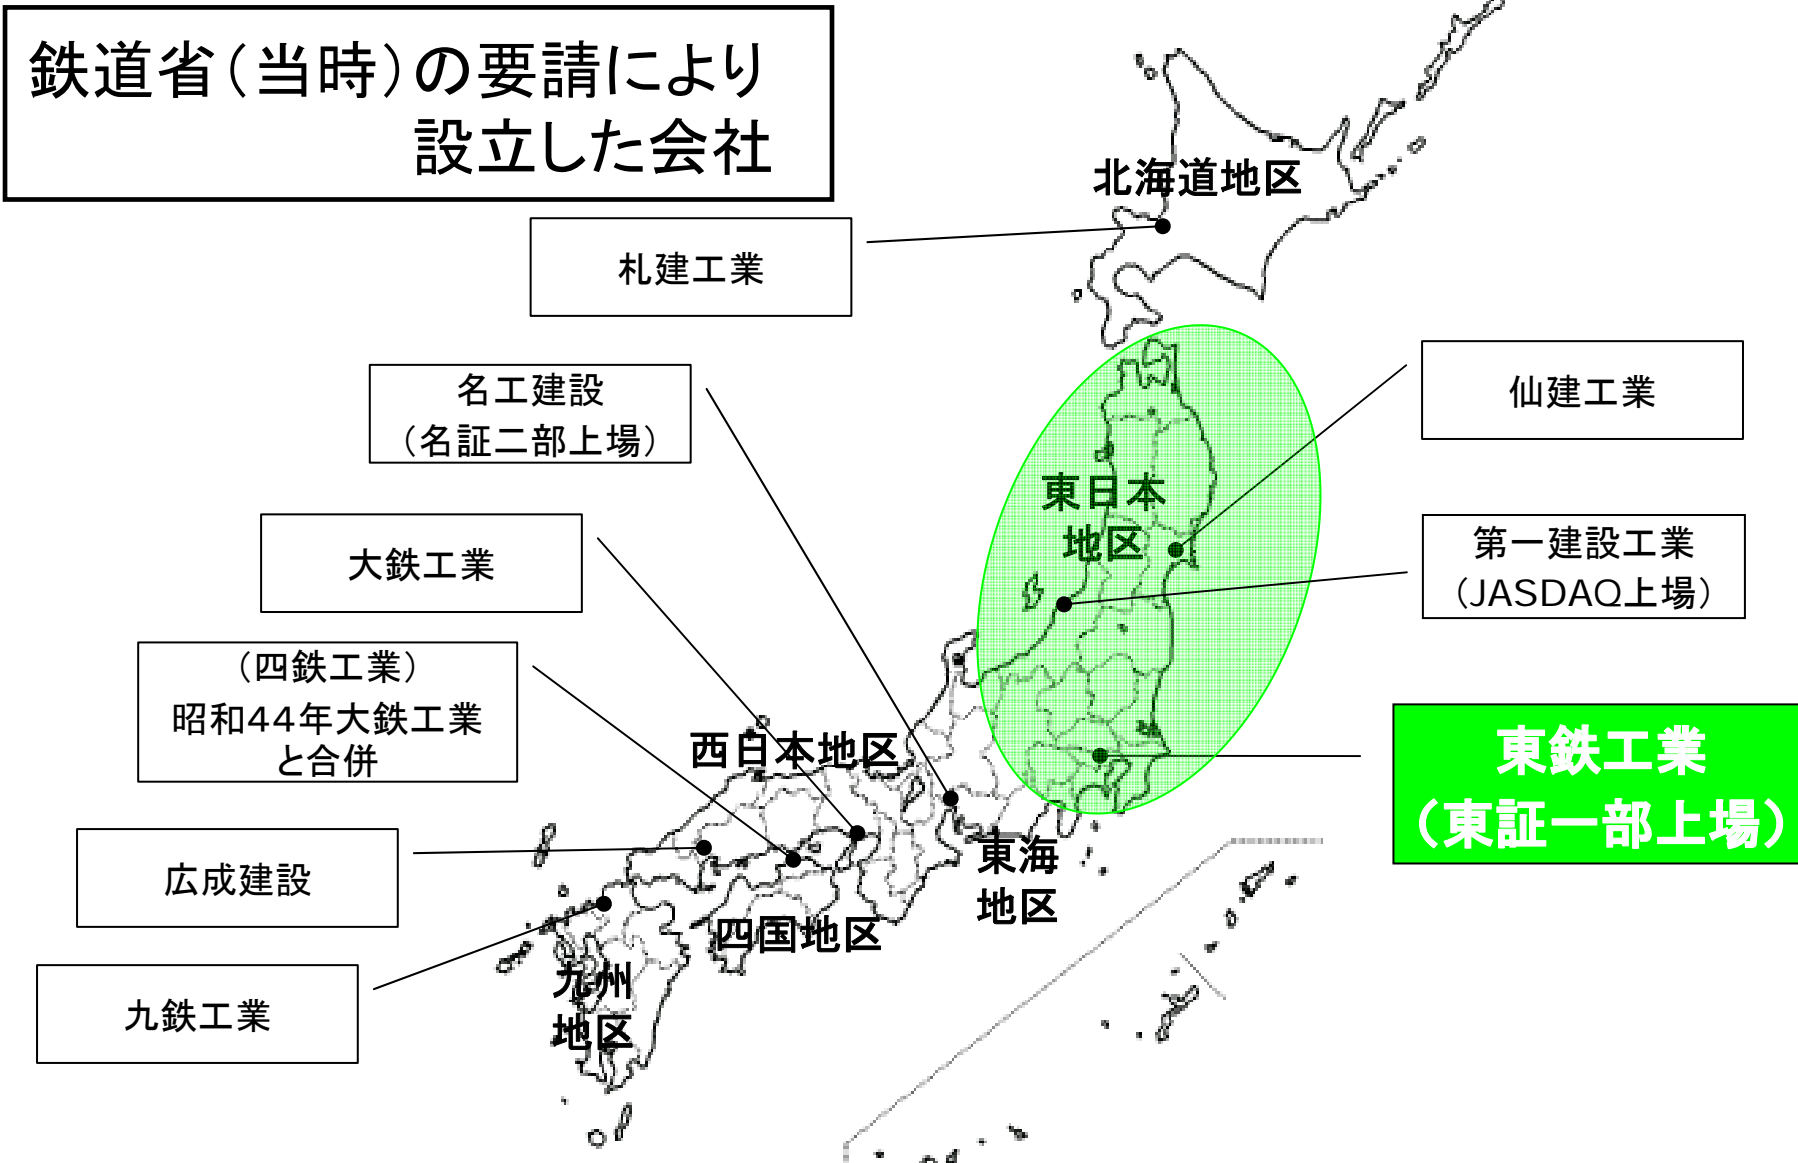 鉄道省（当時）の要請により
設立した会社
北海道地区
札建工業
名工建設
（名証二部上場）
仙建工業
東日本
地区
大鉄工業
第一建設工業
（JASDAQ上場）
（四鉄工業）
昭和44年大鉄工業
と合併
西日本地区
東鉄工業
（東証一部上場）
広成建設
東海
地区
四国地区
九鉄工業
九州
地区